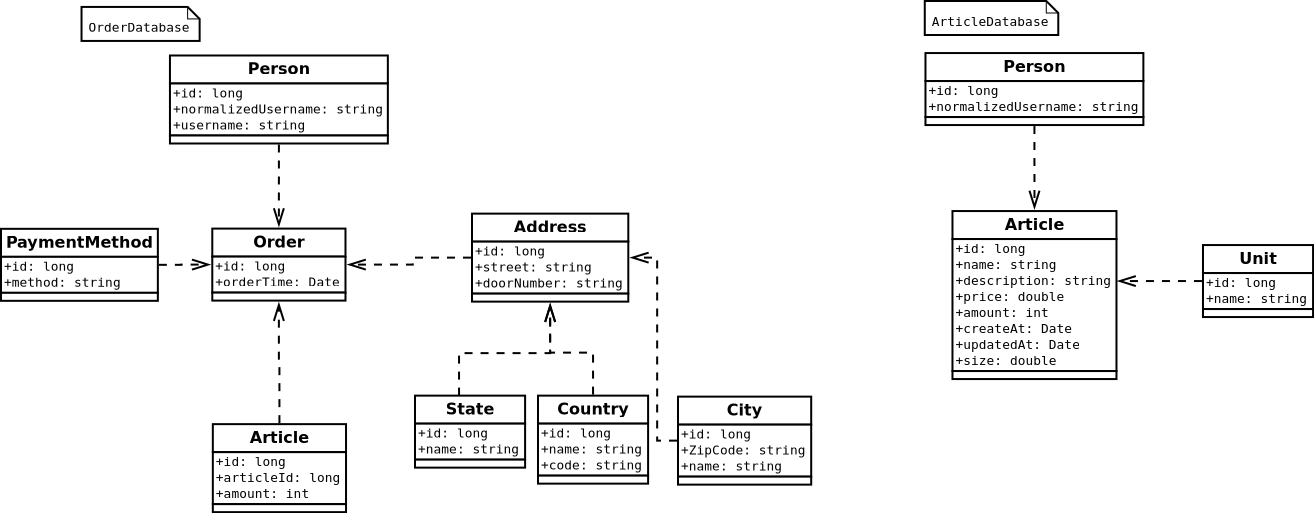 OrderDatabase
Person
+id: long
+normalizedUsername: string
+username: string
PaymentMethod
+id: long
+method: string
Order
+id: long
+orderTime: Date
Address
+id: long
+street: string
+doorNumber: string
Article
+id: long
+articleId: long
+amount: int
State
+id: long
+name: string
Country
+id: long
+name: string
+code: string
City
+id: long
+ZipCode: string
+name: string
ArticleDatabase
Person
+id: long
+normalizedUsername: string
Article
+id: long
+name: string
+description: string
+price: double
+amount: int
+createAt: Date
+updatedAt: Date
+size: double
Unit
+id: long
+name: string